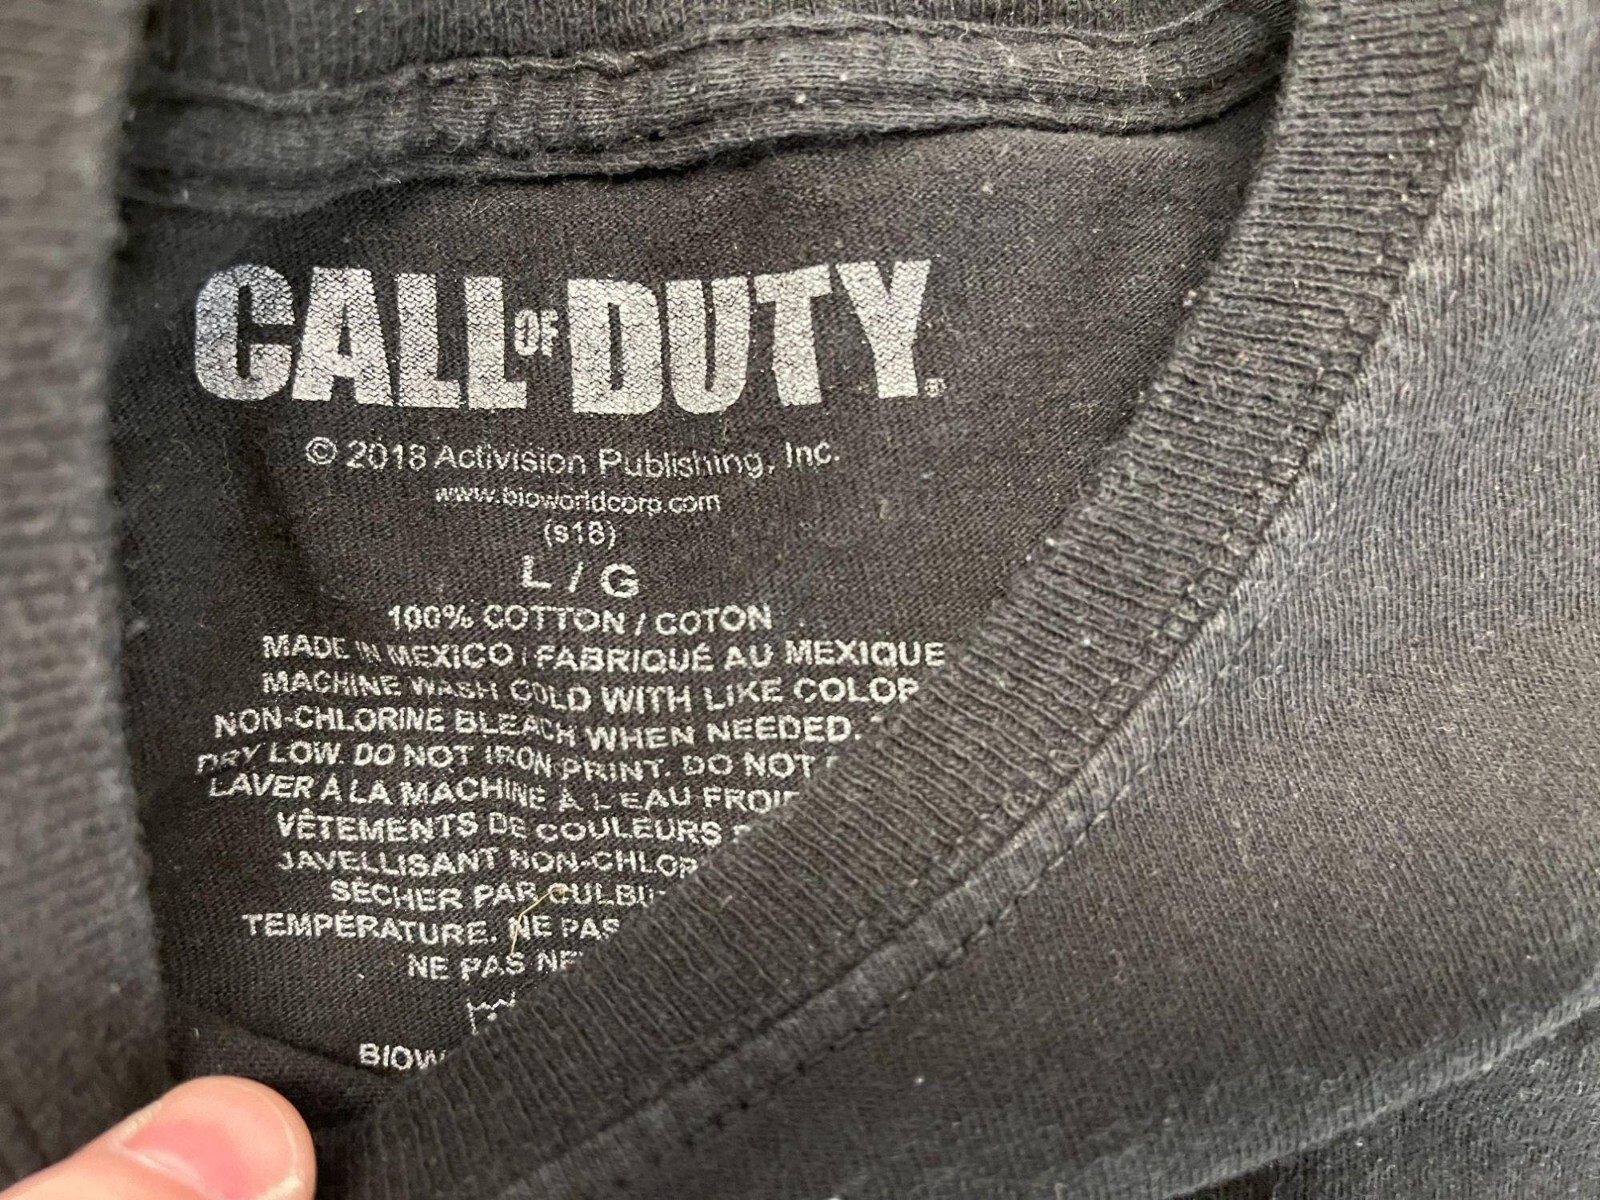 CALL OF DUTY®
© 2018 Activision Publishing, Inc.
www.bioworldcorp.com
(s18)
L / G
100% COTTON / COTON
MADE IN MEXICO / FABRIQUÉ AU MEXIQUE
MACHINE WASH COLD WITH LIKE COLOR
NON-CHLORINE BLEACH WHEN NEEDED.
DRY LOW. DO NOT IRON PRINT. DO NOT
LAVER À LA MACHINE À L'EAU FROIDE
VÊTEMENTS DE COULEURS
JAVELLISANT NON-CHLOR
SÉCHER PAR CULBU
TEMPÉRATURE. NE PAS
NE PAS NE
BIOW